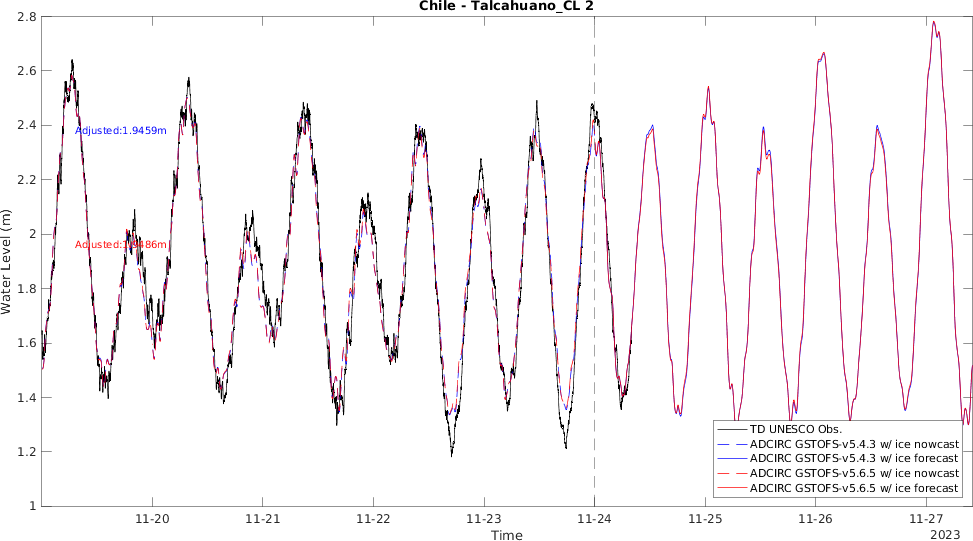 Chile - Talcahuano_CL 2
Water Level (m)
2.8
2.6
2.4
2.2
2
1.8
1.6
1.4
1.2
1
Adjusted:1.9459m
Adjusted:1.9486m
TD UNESCO Obs.
ADCIRC GSTOFS-v5.4.3 w/ ice nowcast
ADCIRC GSTOFS-v5.4.3 w/ ice forecast
ADCIRC GSTOFS-v5.6.5 w/ ice nowcast
ADCIRC GSTOFS-v5.6.5 w/ ice forecast
11-20 11-21 11-22 11-23 11-24 11-25 11-26 11-27
Time
2023